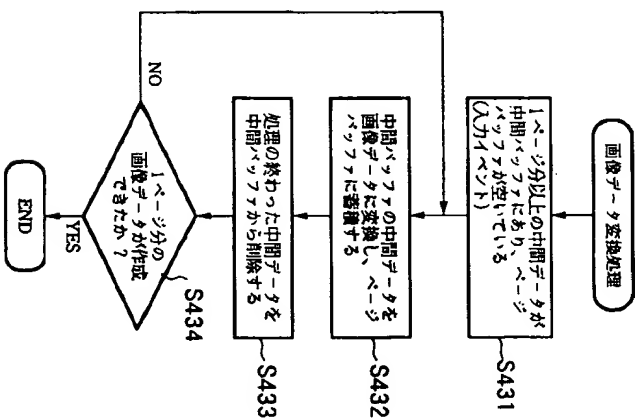 画像データ変換処理
1ページ分以上の中間データが
中間バッファにあり、ページ
バッファが空いている
(入力イベント)
S431
中間バッファの中間データを
画像データに変換し、ページ
バッファに蓄積する
S432
処理の終わった中間データを
中間バッファから削除する
S433
1ページ分の
画像データが作成
できたか?
S434
NO
YES
END